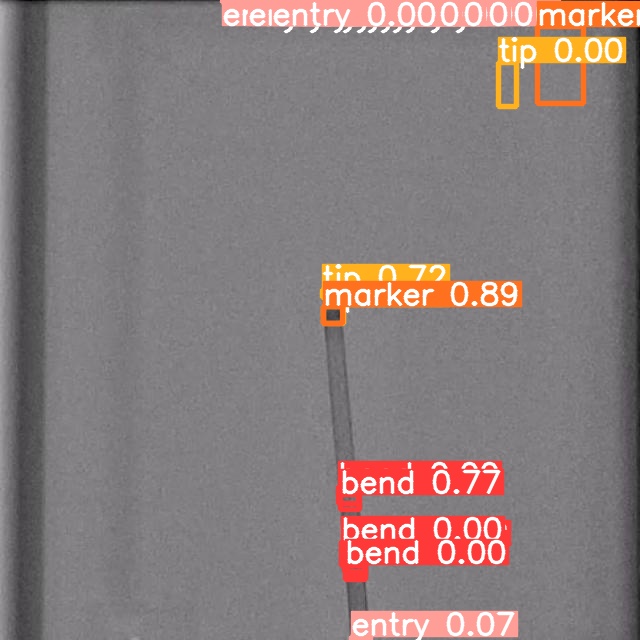 entry 0.000000 marker
tip 0.00
tip 0.72
marker 0.89
bend 0.77
bend 0.00
bend 0.00
entry 0.07